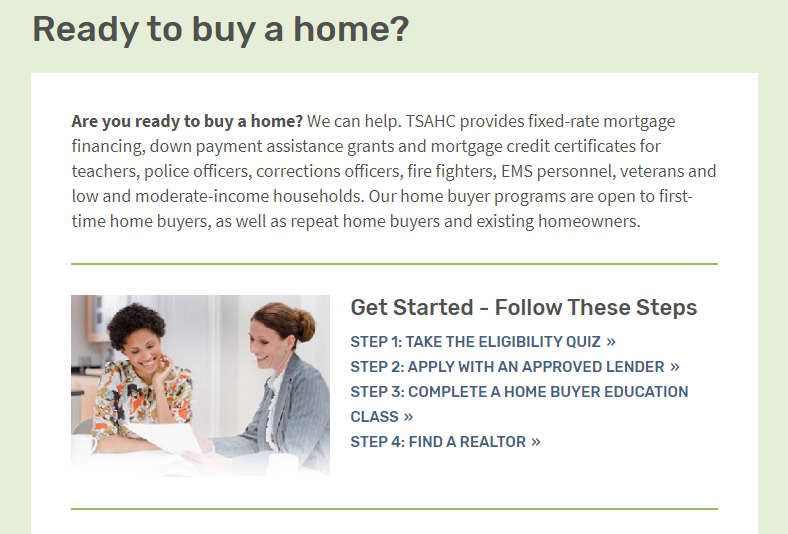 Ready to buy a home?
Are you ready to buy a home? We can help. TSAHC provides fixed-rate mortgage
financing, down payment assistance grants and mortgage credit certificates for
teachers, police officers, corrections officers, fire fighters, EMS personnel, veterans and
low and moderate-income households. Our home buyer programs are open to first-
time home buyers, as well as repeat home buyers and existing homeowners.
Get Started - Follow These Steps
STEP 1: TAKE THE ELIGIBILITY QUIZ »
STEP 2: APPLY WITH AN APPROVED LENDER »
STEP 3: COMPLETE A HOME BUYER EDUCATION
CLASS »
STEP 4: FIND A REALTOR »